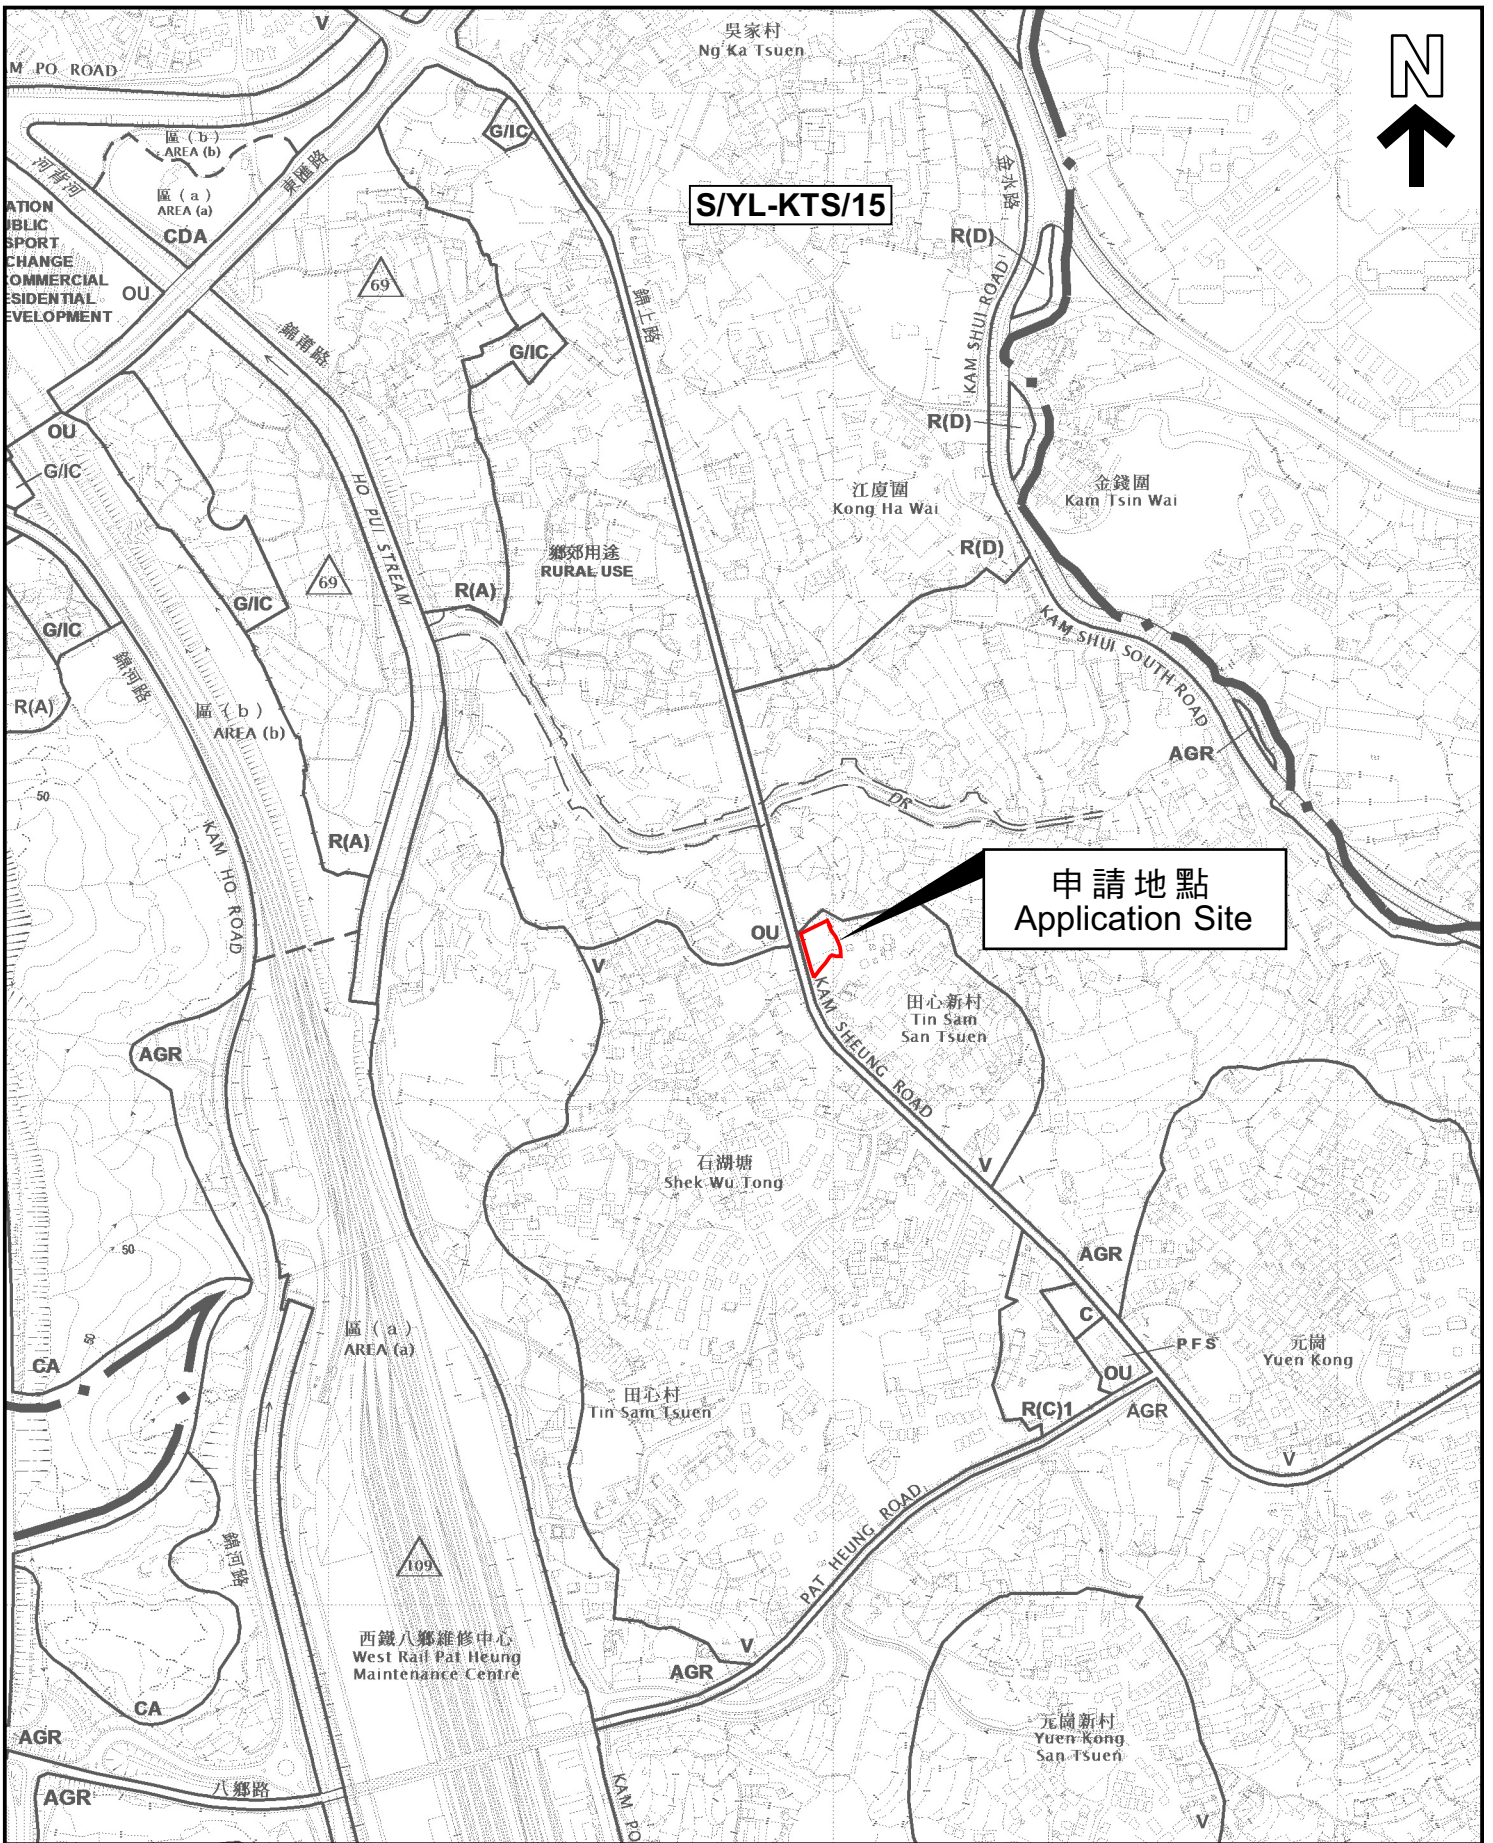 V
吳家村
Ng Ka Tsuen
N
M PO ROAD
G/IC
區 ( b )
AREA (b)
河背河
東匯路
區 ( a )
AREA (a)
CDA
金水路
S/YL-KTS/15
ATION
UBLIC
SPORT
CHANGE
COMMERCIAL
ESIDENTIAL
EVELOPMENT
OU
R(D)
69
錦上路
錦莆路
G/IC
KAM SHUI ROAD
R(D)
OU
G/IC
HO PUI STREAM
江廈圍
Kong Ha Wai
金錢圍
Kam Tsin Wai
鄉郊用途
RURAL USE
R(D)
69
G/IC
R(A)
G/IC
錦河路
KAM SHUI SOUTH ROAD
R(A)
區 ( b )
AREA (b)
AGR
50
DR
KAM HO ROAD
R(A)
申請地點
Application Site
OU
V
KAM SHEUNG ROAD
田心新村
Tin Sam
San Tsuen
AGR
石湖塘
Shek Wu Tong
V
50
AGR
C
50
區 ( a )
AREA (a)
PFS
元崗
Yuen Kong
CA
OU
田心村
Tin Sam Tsuen
R(C)1
AGR
V
PAT HEUNG ROAD
錦河路
109
西鐵八鄉維修中心
West Rail Pat Heung
Maintenance Centre
V
AGR
CA
元崗新村
Yuen Kong
San Tsuen
AGR
八鄉路
AGR
KAM PO
V